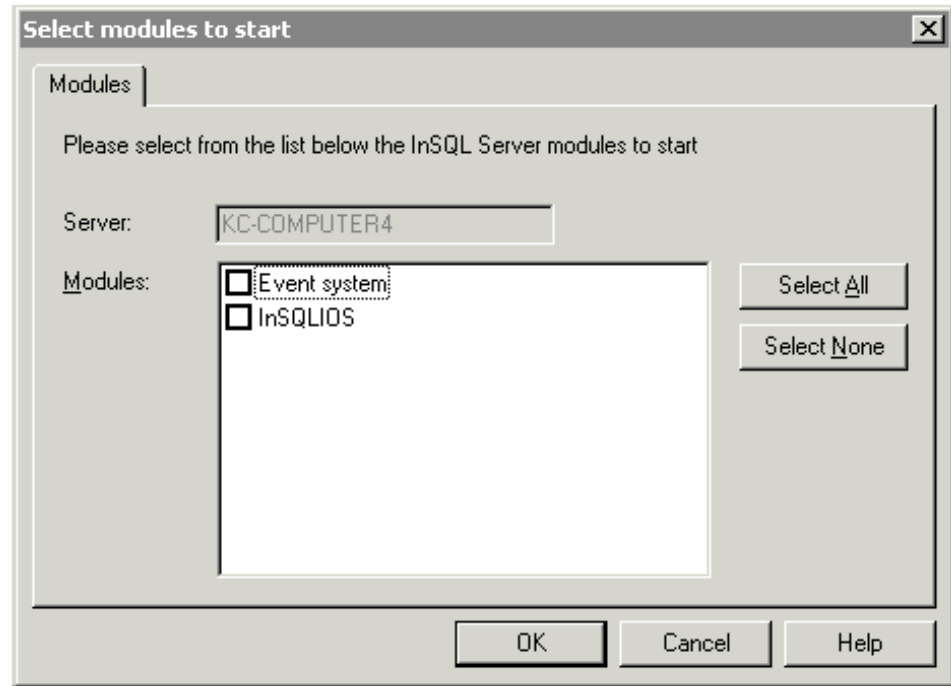 Select modules to start
Modules
Please select from the list below the InSQL Server modules to start
Server: KC-COMPUTER4
Modules:
Event system
InSQLIOS
Select All
Select None
OK Cancel Help